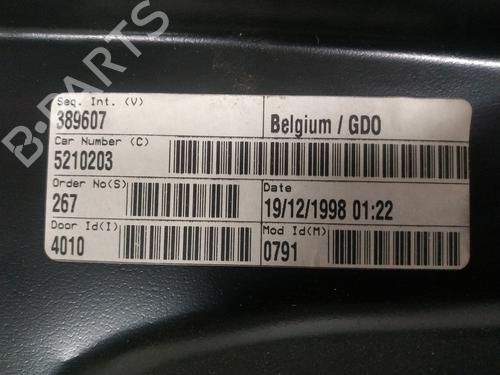 B-PARTS
Seq. Int. (V)
389607
Belgium / GDO
Car Number (C)
5210203
Order No(S)
267
Date
19/12/1998 01:22
Door Id(I)
4010
Mod Id(M)
0791